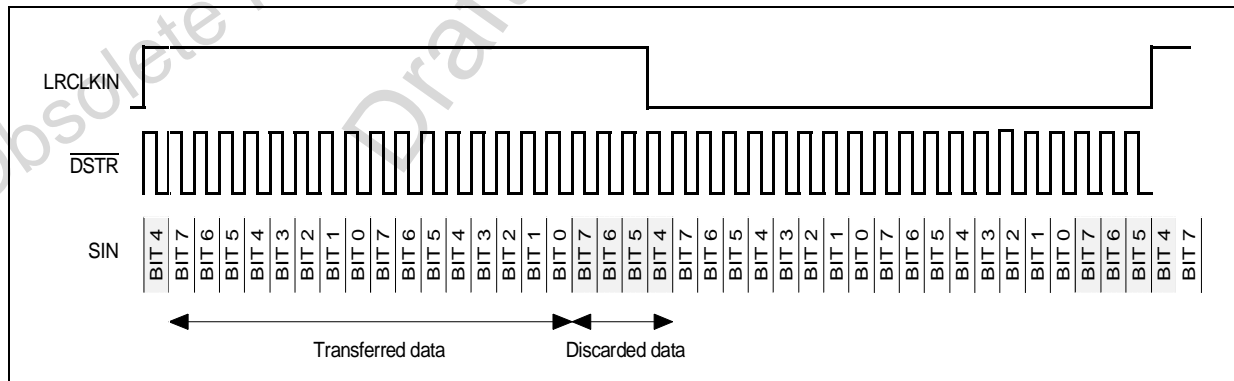 obsolete
LRCLKIN
DSTR
SIN
BIT 4 BIT 7 BIT 6 BIT 5 BIT 4 BIT 3 BIT 2 BIT 1 BIT 0 BIT 7 BIT 6 BIT 5 BIT 4 BIT 3 BIT 2 BIT 1 BIT 0 BIT 7 BIT 6 BIT 5 BIT 4 BIT 7 BIT 6 BIT 5 BIT 4 BIT 3 BIT 2 BIT 1 BIT 0 BIT 7 BIT 6 BIT 5 BIT 4 BIT 3 BIT 2 BIT 1 BIT 0 BIT 7 BIT 6 BIT 5 BIT 4 BIT 7
Transferred data
Discarded data